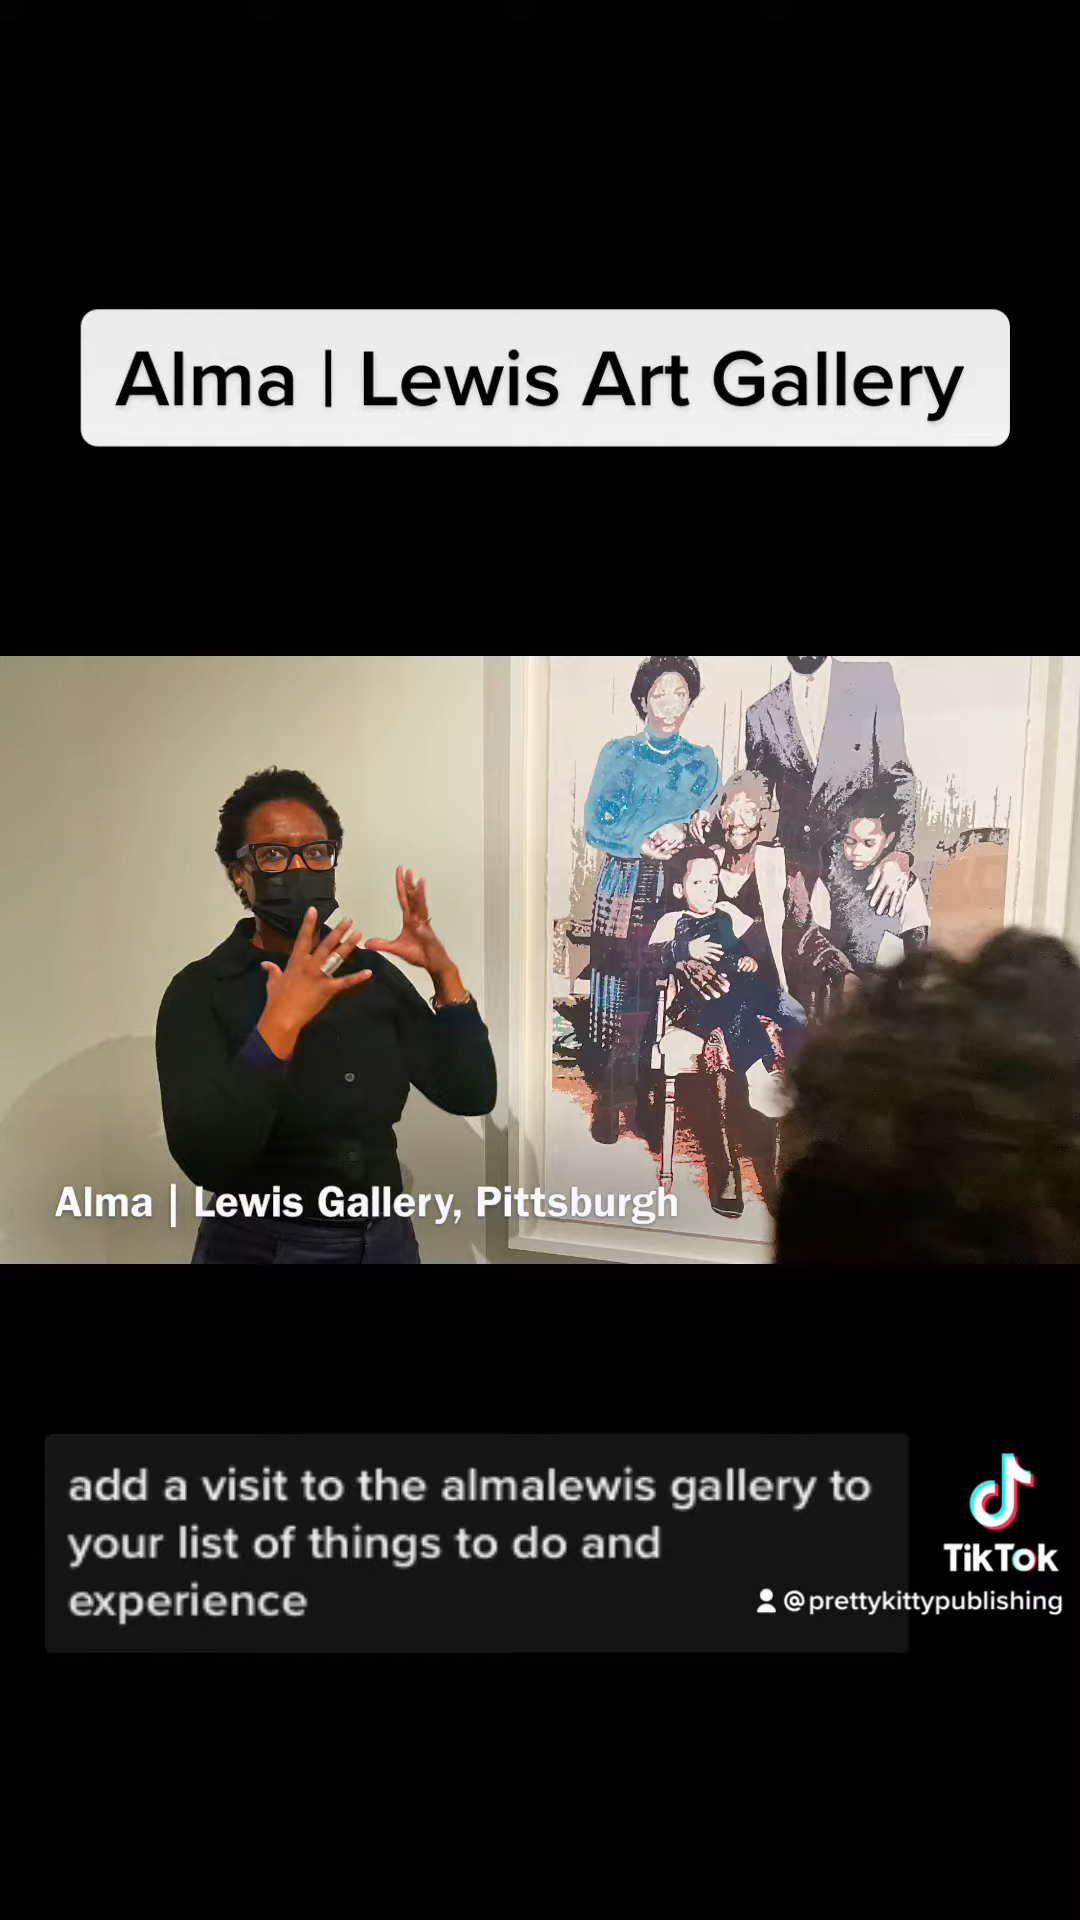 Alma | Lewis Art Gallery
Alma | Lewis Gallery, Pittsburgh
add a visit to the almalewis gallery to
your list of things to do and
experience
TikTok
@prettykittypublishing